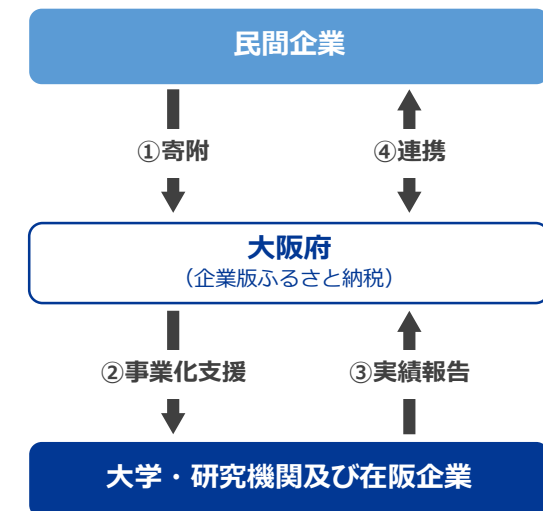 民間企業
①寄附
④連携
大阪府
（企業版ふるさと納税）
②事業化支援
③実績報告
大学・研究機関及び在阪企業